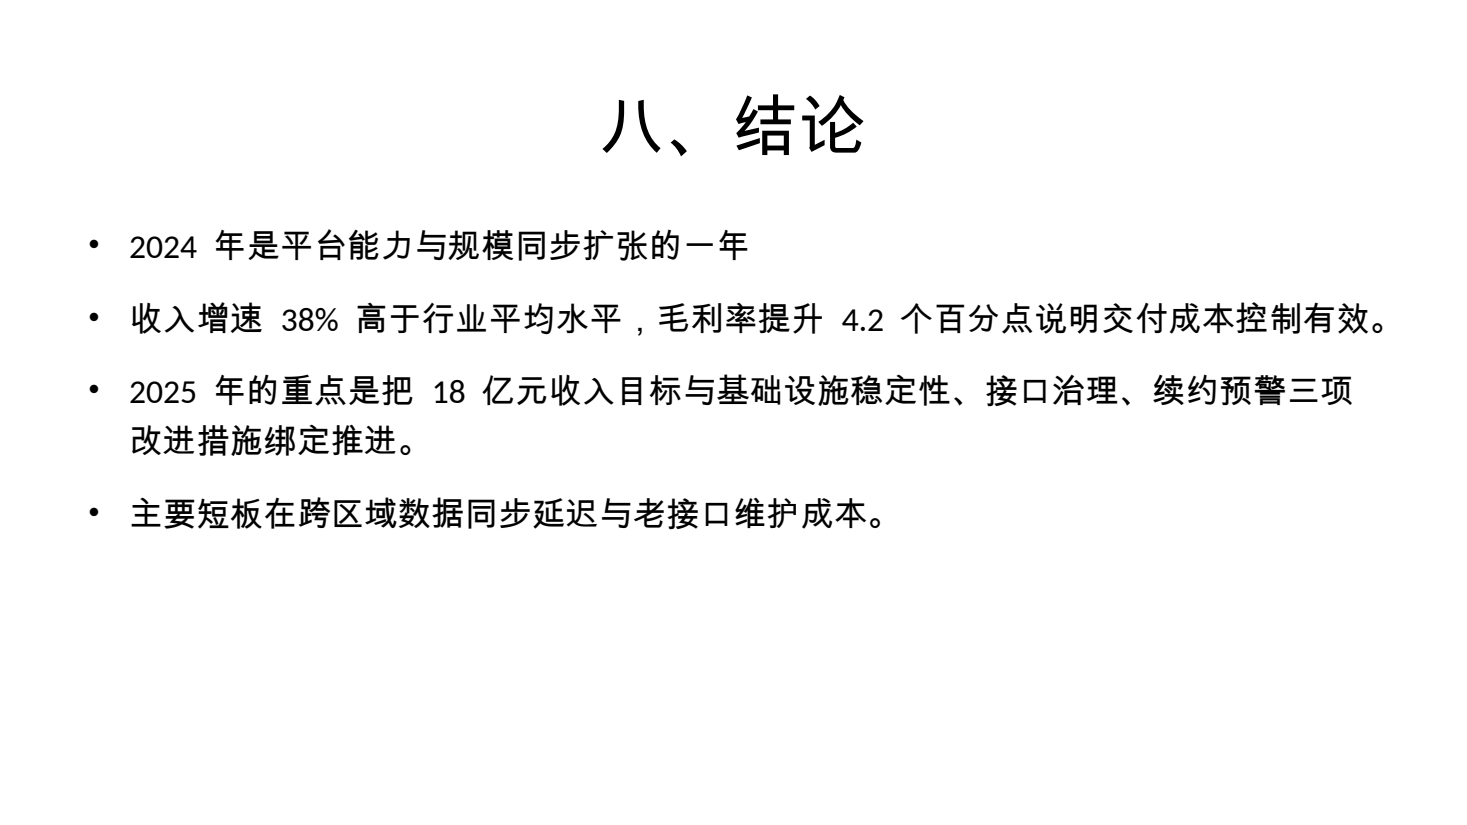 八、结论
• 2024 年是平台能力与规模同步扩张的一年
• 收入增速 38% 高于行业平均水平，毛利率提升 4.2 个百分点说明交付成本控制有效。
• 2025 年的重点是把 18 亿元收入目标与基础设施稳定性、接口治理、续约预警三项
改进措施绑定推进。
• 主要短板在跨区域数据同步延迟与老接口维护成本。